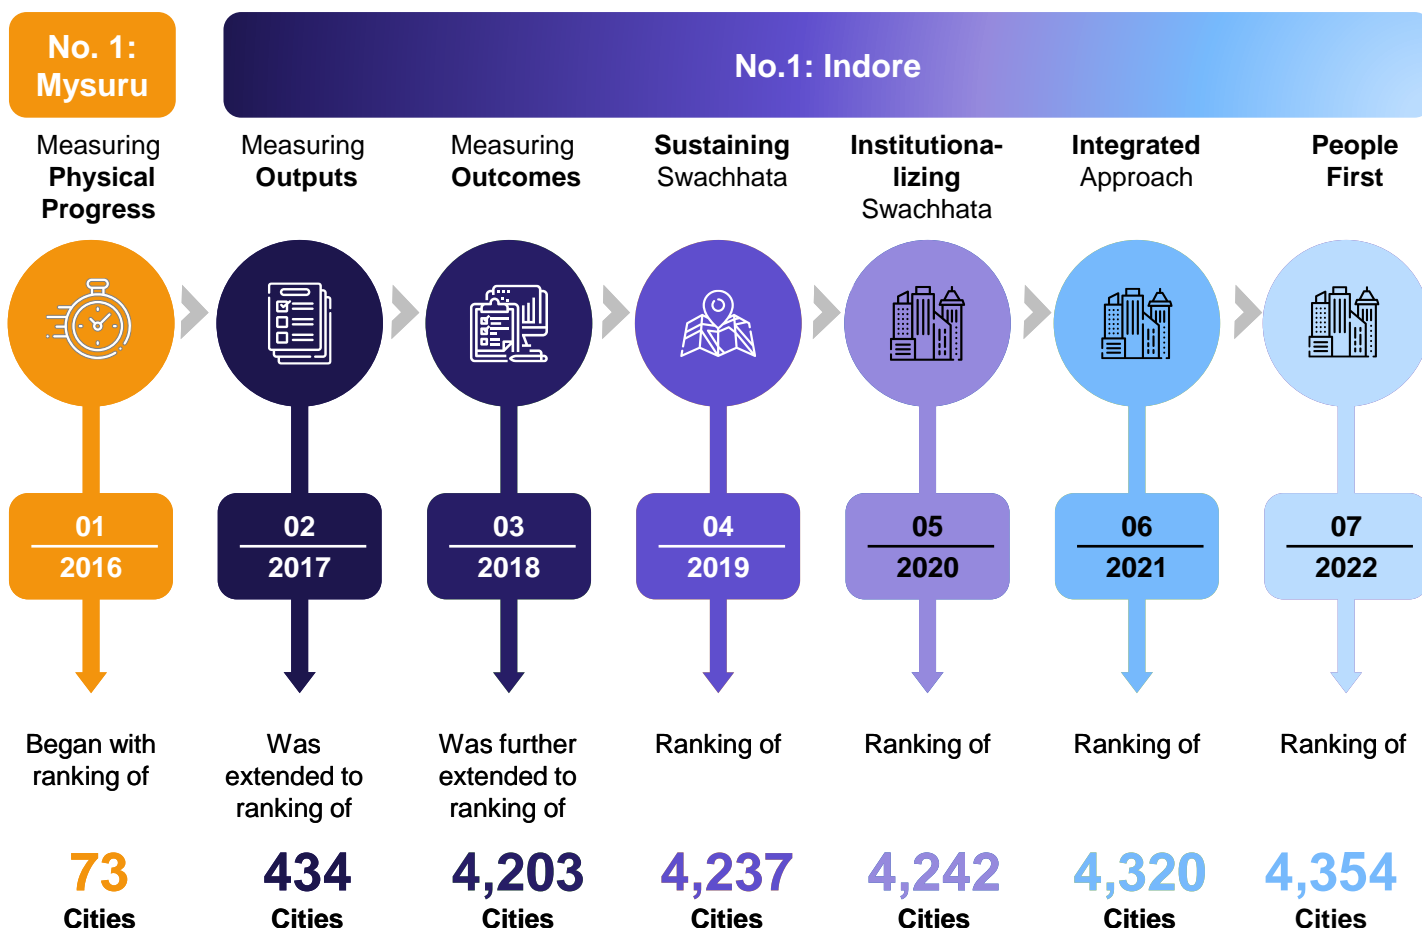 No. 1:
Mysuru
No.1: Indore
Measuring
Physical
Progress
Measuring
Outputs
Measuring
Outcomes
Sustaining
Swachhata
Institutiona-
lizing
Swachhata
Integrated
Approach
People
First
01
2016
02
2017
03
2018
04
2019
05
2020
06
2021
07
2022
Began with
ranking of
Was
extended to
ranking of
Was further
extended to
ranking of
Ranking of
Ranking of
Ranking of
Ranking of
73
Cities
434
Cities
4,203
Cities
4,237
Cities
4,242
Cities
4,320
Cities
4,354
Cities